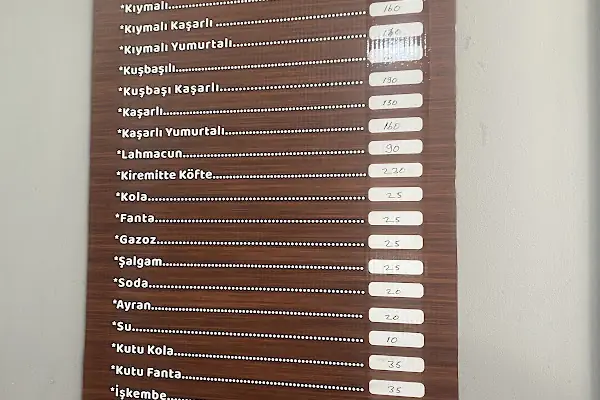 *Kıymalı............ 160
*Kıymalı Kaşarlı............
*Kıymalı Yumurtalı............
*Kuşbaşılı............
*Kuşbaşı Kaşarlı............ 190
*Kaşarlı............ 130
*Kaşarlı Yumurtalı............ 160
*Lahmacun............ 90
*Kiremitte Köfte............ 220
*Kola............ 25
*Fanta............ 25
*Gazoz............ 25
*Şalgam............ 25
*Soda............ 20
*Ayran............ 20
*Su............ 10
*Kutu Kola............ 35
*Kutu Fanta............ 35
*İşkembe............